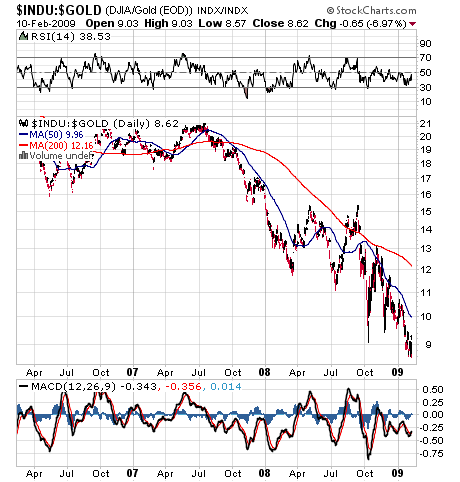 $INDU:$GOLD (DJIA/Gold (EOD)) INDX/INDX © StockCharts.com
10-Feb-2009 Open 9.03 High 9.03 Low 8.57 Close 8.62 Chg -0.65 (-6.97%)
RSI(14) 38.53
90
70
50
30
10
$INDU:$GOLD (Daily) 8.62
MA(50) 9.96
MA(200) 12.16
Volume undef
21
20
19
18
17
16
15
14
13
12
11
10
9
Apr Jul Oct 07 Apr Jul Oct 08 Apr Jul Oct 09
MACD(12,26,9) -0.343, -0.356, 0.014
0.50
0.25
0.00
-0.25
-0.50
-0.75
Apr Jul Oct 07 Apr Jul Oct 08 Apr Jul Oct 09